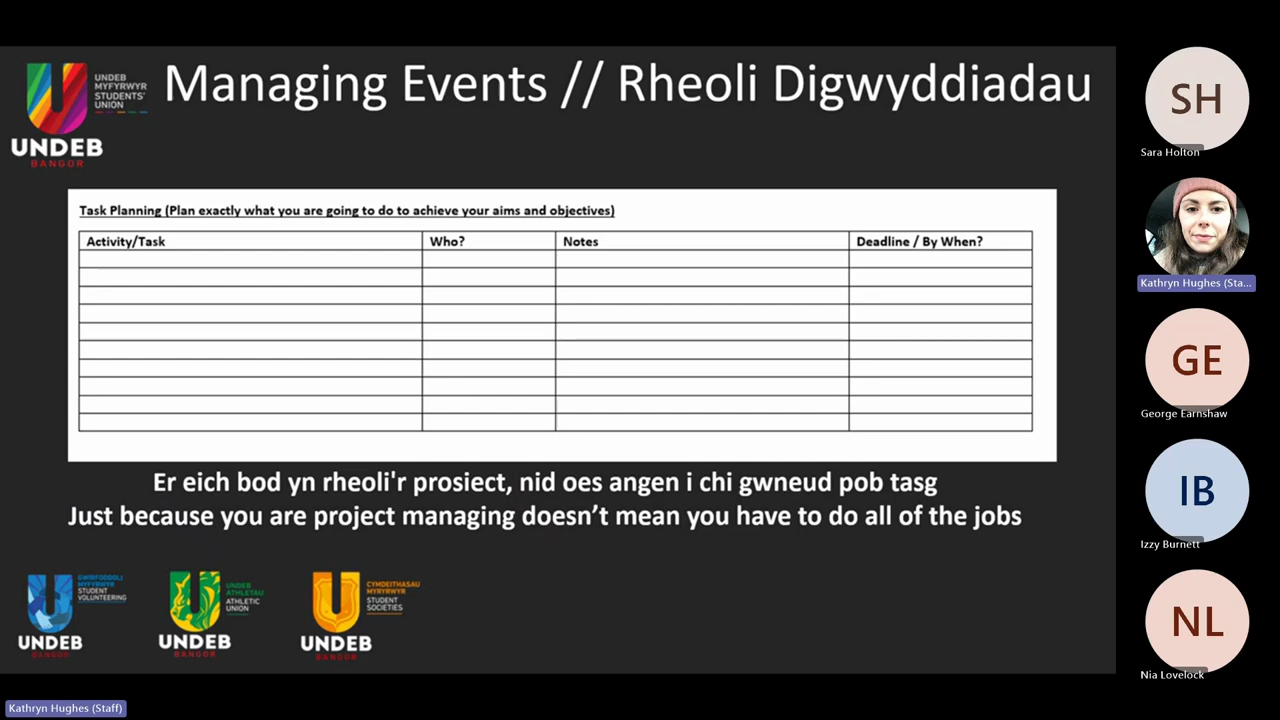 UNDEB
MYFYRWYR
STUDENTS'
UNION
UNDEB
BANGOR
Managing Events // Rheoli Digwyddiadau
Task Planning (Plan exactly what you are going to do to achieve your aims and objectives)
Activity/Task Who? Notes Deadline / By When?
Er eich bod yn rheoli'r prosiect, nid oes angen i chi gwneud pob tasg
Just because you are project managing doesn't mean you have to do all of the jobs
GWIRFODDOLI
MYFYRWYR
STUDENT
VOLUNTEERING
UNDEB
BANGOR
UNDEB
ATHLETAU
ATHLETIC
UNION
UNDEB
BANGOR
CYMDEITHASAU
MYRYRWYR
STUDENT
SOCIETIES
UNDEB
BANGOR
SH
Sara Holton
Kathryn Hughes (Sta...
GE
George Earnshaw
IB
Izzy Burnett
NL
Nia Lovelock
Kathryn Hughes (Staff)